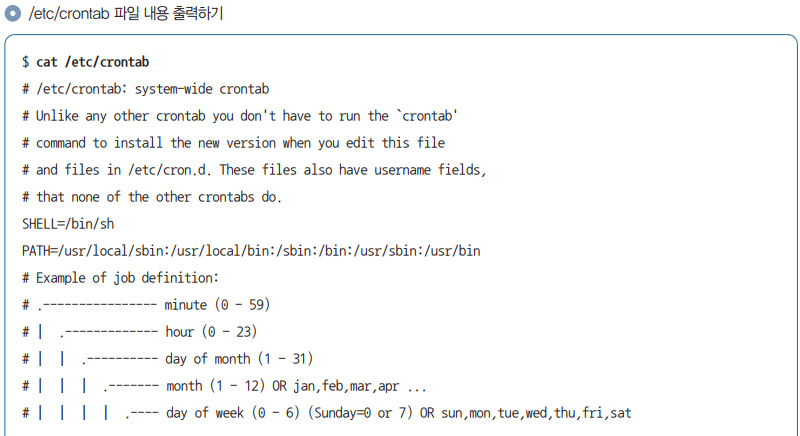 /etc/crontab 파일 내용 출력하기
$ cat /etc/crontab
# /etc/crontab: system-wide crontab
# Unlike any other crontab you don't have to run the `crontab'
# command to install the new version when you edit this file
# and files in /etc/cron.d. These files also have username fields,
# that none of the other crontabs do.
SHELL=/bin/sh
PATH=/usr/local/sbin:/usr/local/bin:/sbin:/bin:/usr/sbin:/usr/bin
# Example of job definition:
# .---------------- minute (0 - 59)
# | .------------- hour (0 - 23)
# | | .---------- day of month (1 - 31)
# | | | .------- month (1 - 12) OR jan,feb,mar,apr ...
# | | | | .---- day of week (0 - 6) (Sunday=0 or 7) OR sun,mon,tue,wed,thu,fri,sat